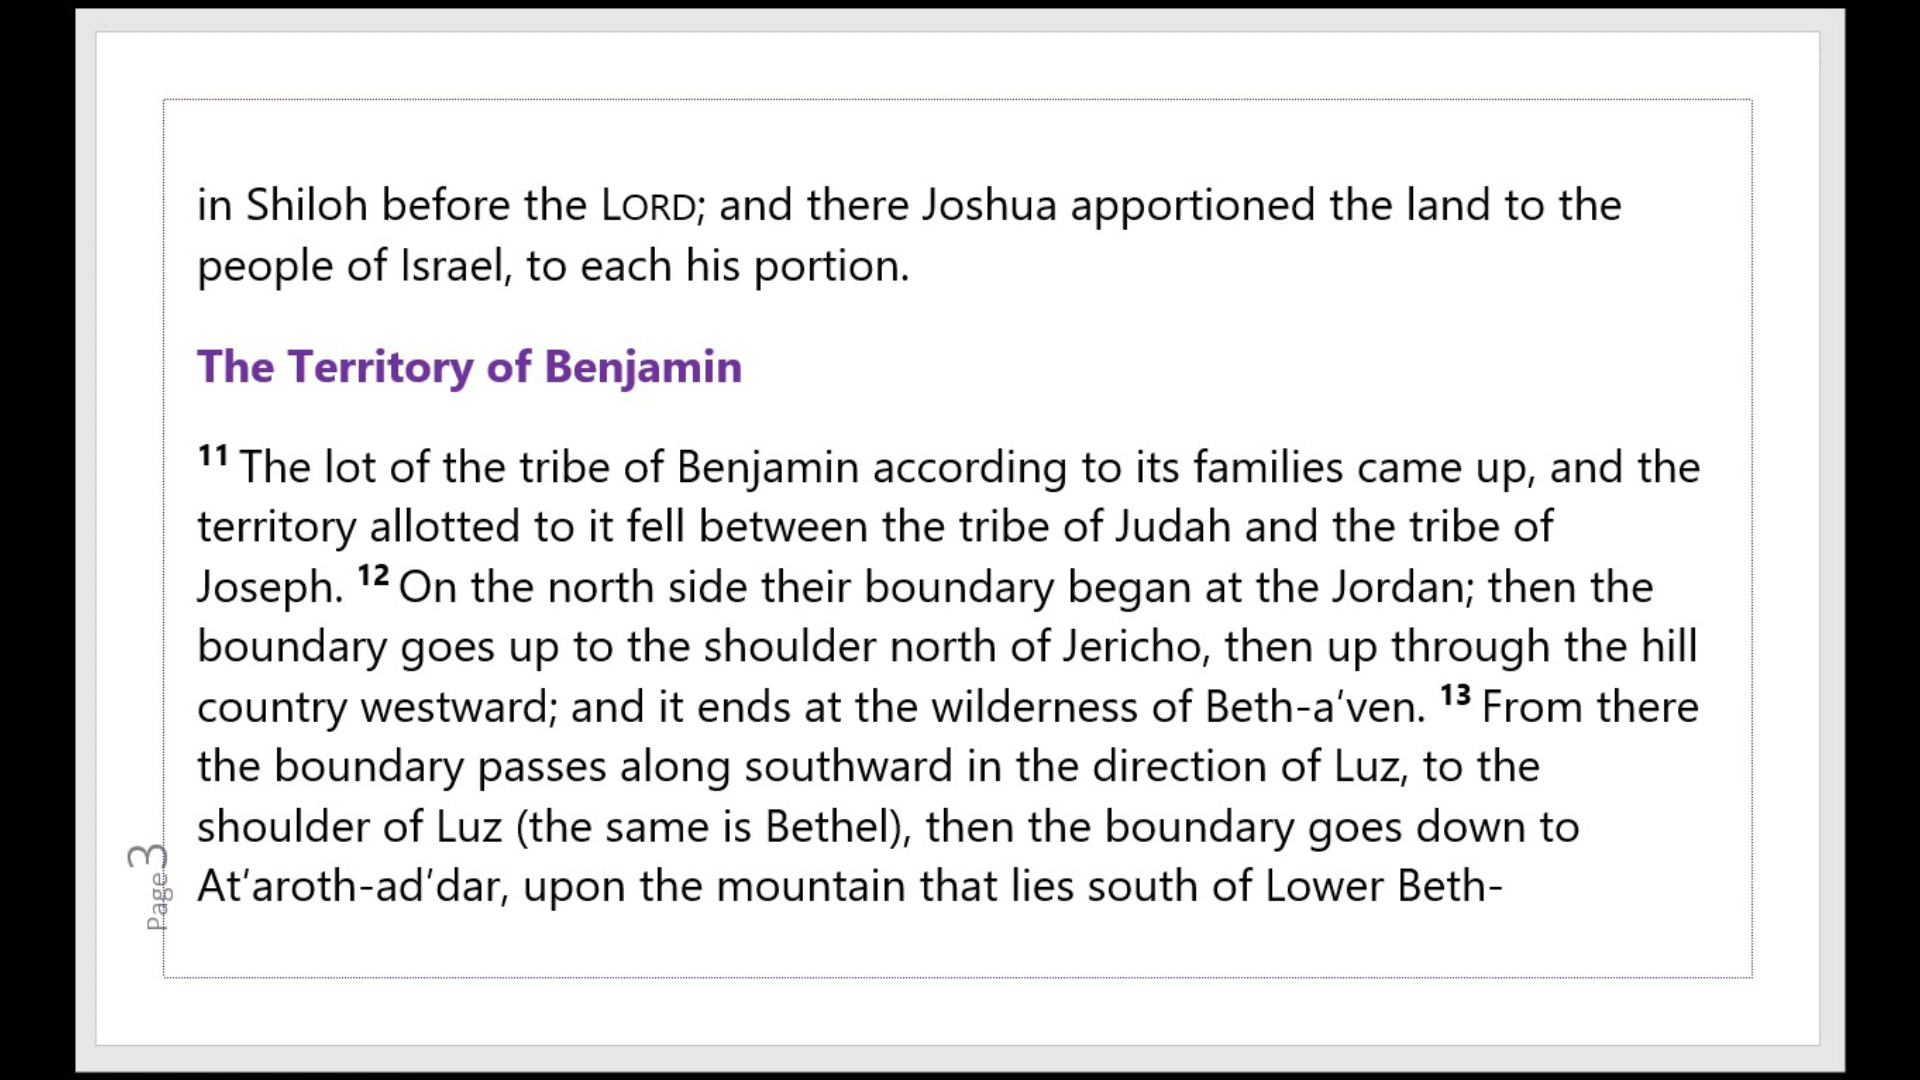 in Shiloh before the LORD; and there Joshua apportioned the land to the
people of Israel, to each his portion.
The Territory of Benjamin
11 The lot of the tribe of Benjamin according to its families came up, and the
territory allotted to it fell between the tribe of Judah and the tribe of
Joseph. 12 On the north side their boundary began at the Jordan; then the
boundary goes up to the shoulder north of Jericho, then up through the hill
country westward; and it ends at the wilderness of Beth-a′ven. 13 From there
the boundary passes along southward in the direction of Luz, to the
shoulder of Luz (the same is Bethel), then the boundary goes down to
At′aroth-ad′dar, upon the mountain that lies south of Lower Beth-
Page 3